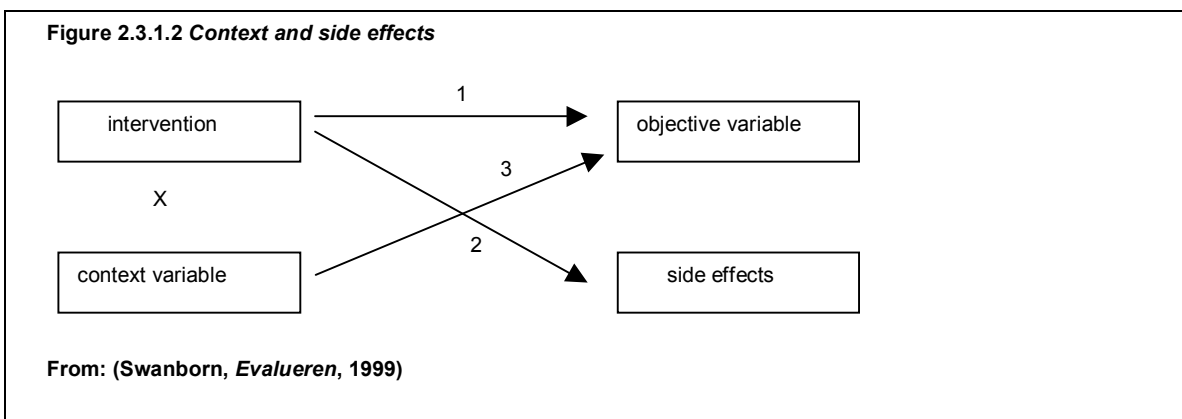 Figure 2.3.1.2 Context and side effects
1
intervention
objective variable
3
X
2
context variable
side effects
From: (Swanborn, Evalueren, 1999)